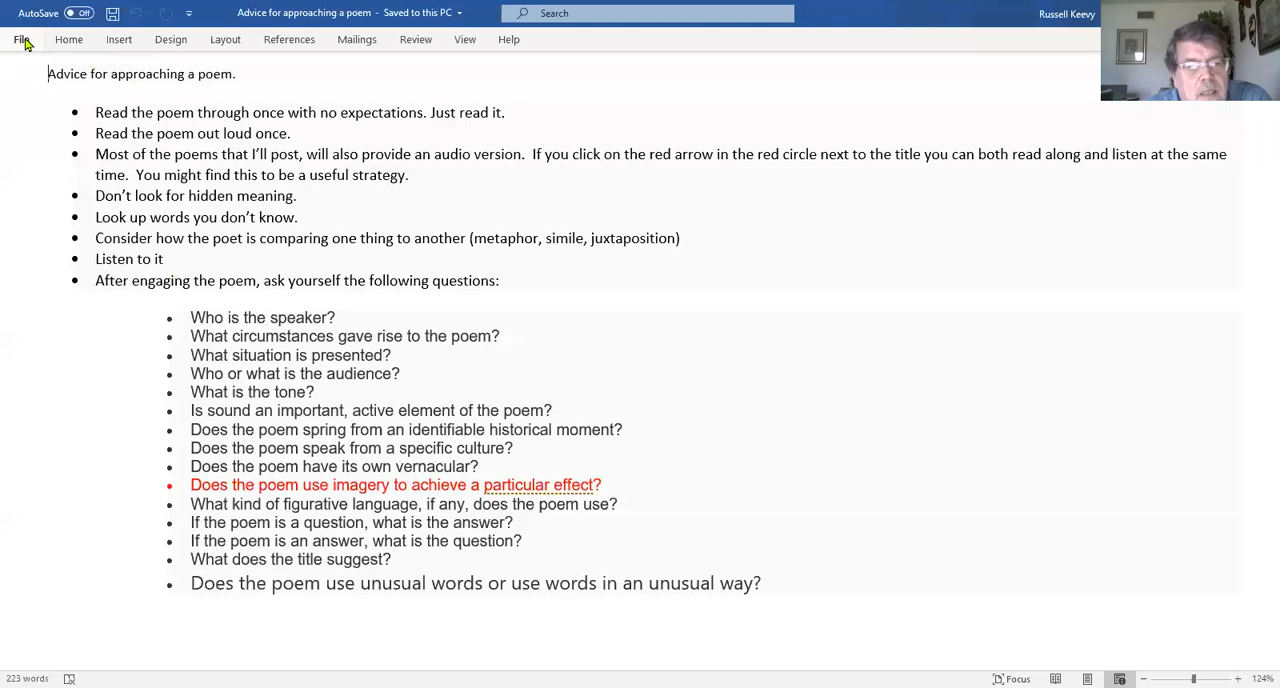 AutoSave Off Advice for approaching a poem - Saved to this PC Search Russell Keevy
File Home Insert Design Layout References Mailings Review View Help
Advice for approaching a poem.
• Read the poem through once with no expectations. Just read it.
• Read the poem out loud once.
• Most of the poems that I'll post, will also provide an audio version. If you click on the red arrow in the red circle next to the title you can both read along and listen at the same
time. You might find this to be a useful strategy.
• Don't look for hidden meaning.
• Look up words you don't know.
• Consider how the poet is comparing one thing to another (metaphor, simile, juxtaposition)
• Listen to it
• After engaging the poem, ask yourself the following questions:
• Who is the speaker?
• What circumstances gave rise to the poem?
• What situation is presented?
• Who or what is the audience?
• What is the tone?
• Is sound an important, active element of the poem?
• Does the poem spring from an identifiable historical moment?
• Does the poem speak from a specific culture?
• Does the poem have its own vernacular?
• Does the poem use imagery to achieve a particular effect?
• What kind of figurative language, if any, does the poem use?
• If the poem is a question, what is the answer?
• If the poem is an answer, what is the question?
• What does the title suggest?
• Does the poem use unusual words or use words in an unusual way?
223 words Focus 124%